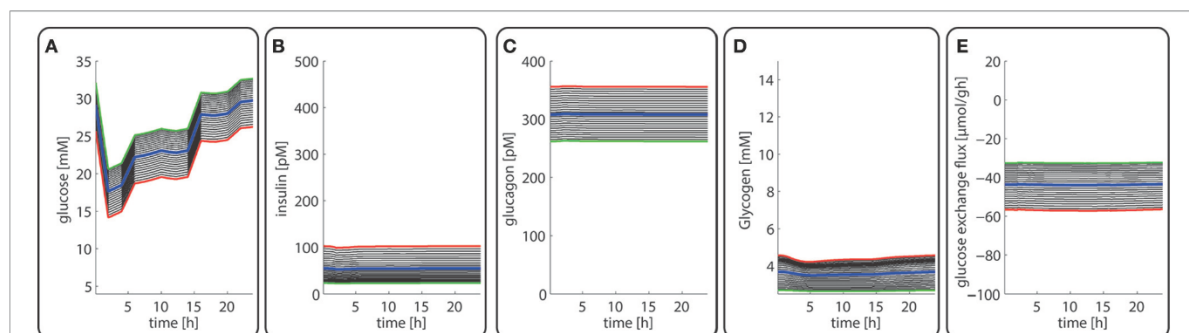 A
glucose [mM]
35
30
25
20
15
10
5
5 10 15 20
time [h]
B
insulin [pM]
500
400
300
200
100
0
5 10 15 20
time [h]
C
glucagon [pM]
400
300
200
100
0
5 10 15 20
time [h]
D
Glycogen [mM]
14
12
10
8
6
4
5 10 15 20
time [h]
E
glucose exchange flux [µmol/gh]
20
0
−20
−40
−60
−80
−100
5 10 15 20
time [h]